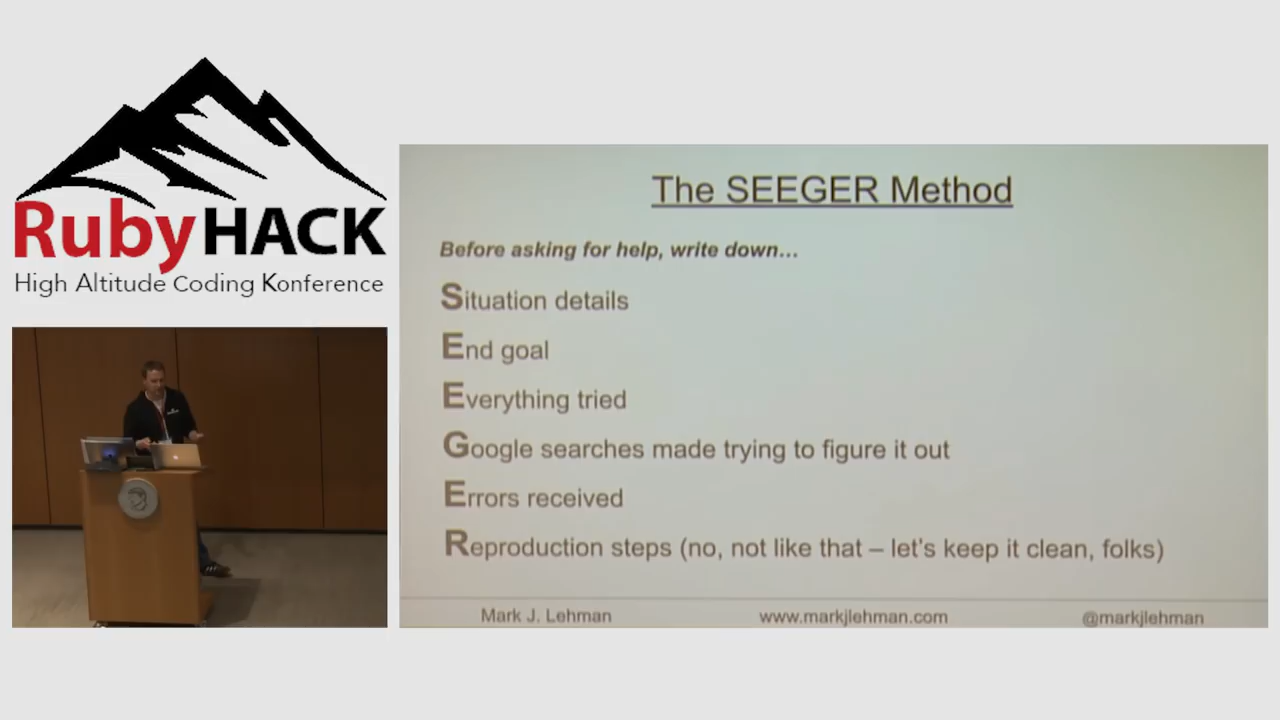 RubyHACK
High Altitude Coding Konference
The SEEGER Method
Before asking for help, write down...
Situation details
End goal
Everything tried
Google searches made trying to figure it out
Errors received
Reproduction steps (no, not like that – let's keep it clean, folks)
Mark J. Lehman
www.markjlehman.com
@markjlehman